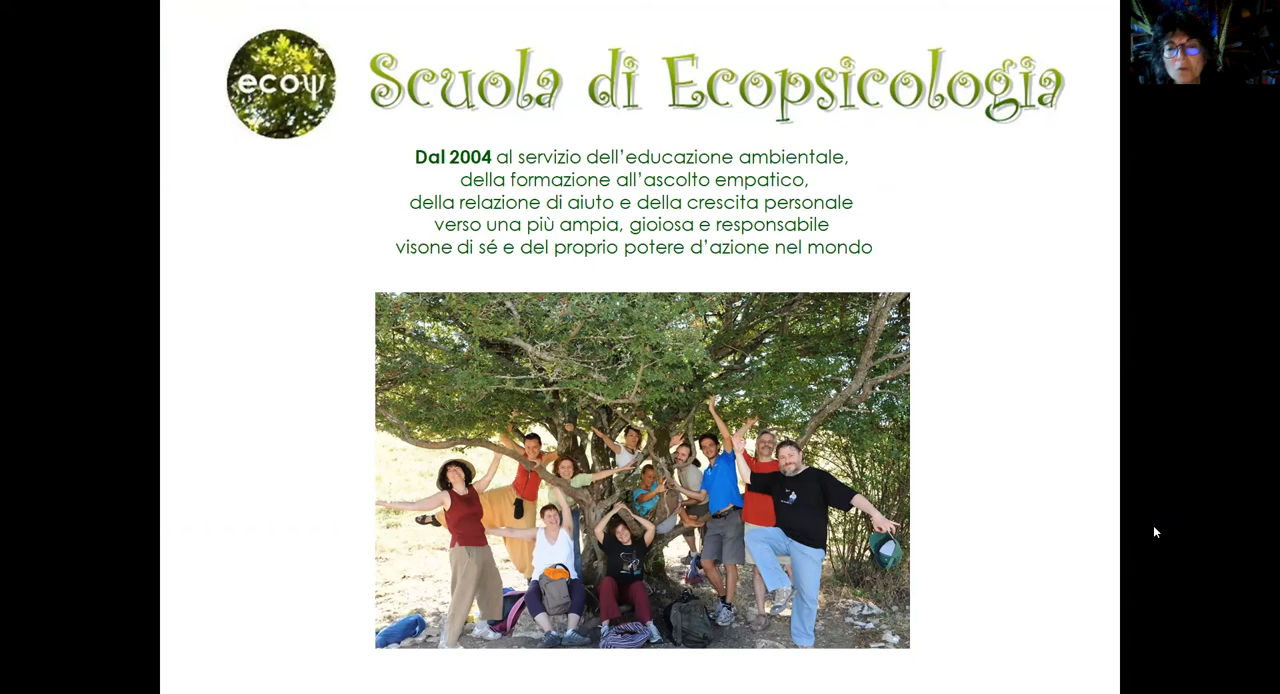 ecoψ
Scuola di Ecopsicologia
Dal 2004 al servizio dell’educazione ambientale,
della formazione all’ascolto empatico,
della relazione di aiuto e della crescita personale
verso una più ampia, gioiosa e responsabile
visone di sé e del proprio potere d’azione nel mondo